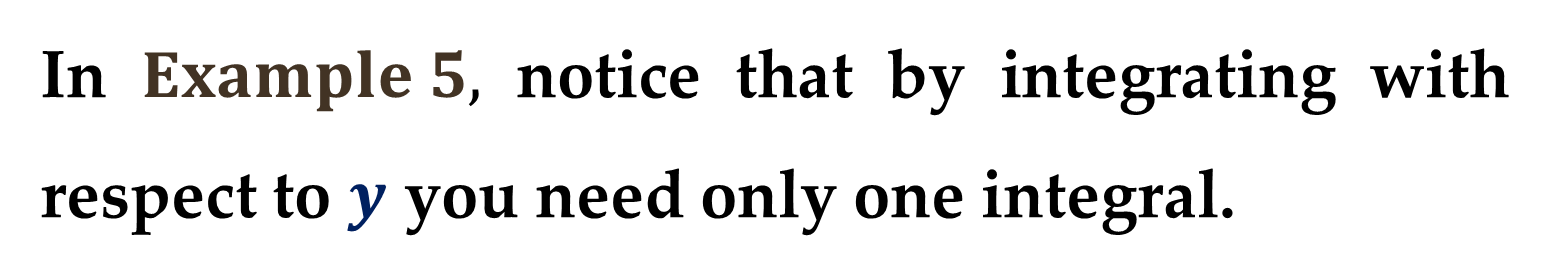 In Example 5, notice that by integrating with
respect to y you need only one integral.